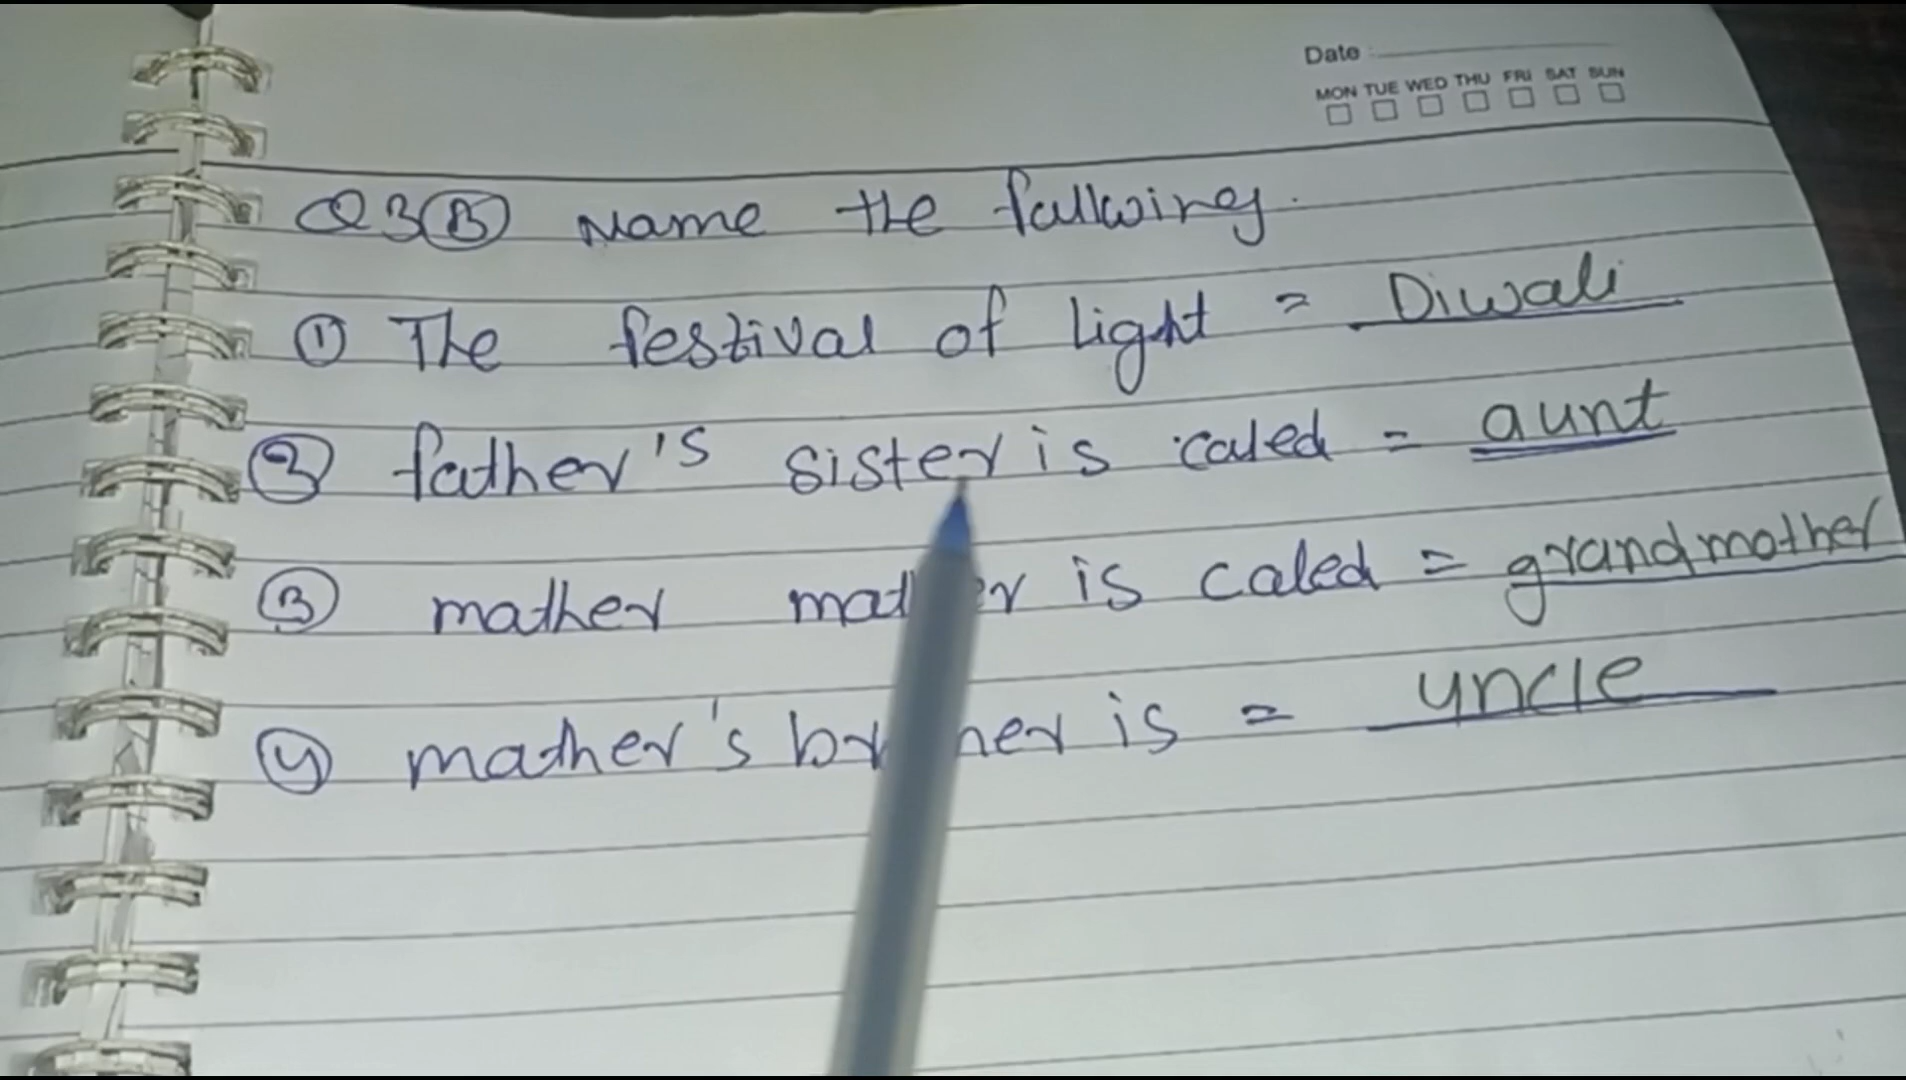 Date
MON TUE WED THU FRI SAT SUN
Q3 B Name the fallwing.
1 The festival of Light = Diwali
2 father's sister is caled = aunt
3 mather is caled = grandmother
4 mather's is = uncle